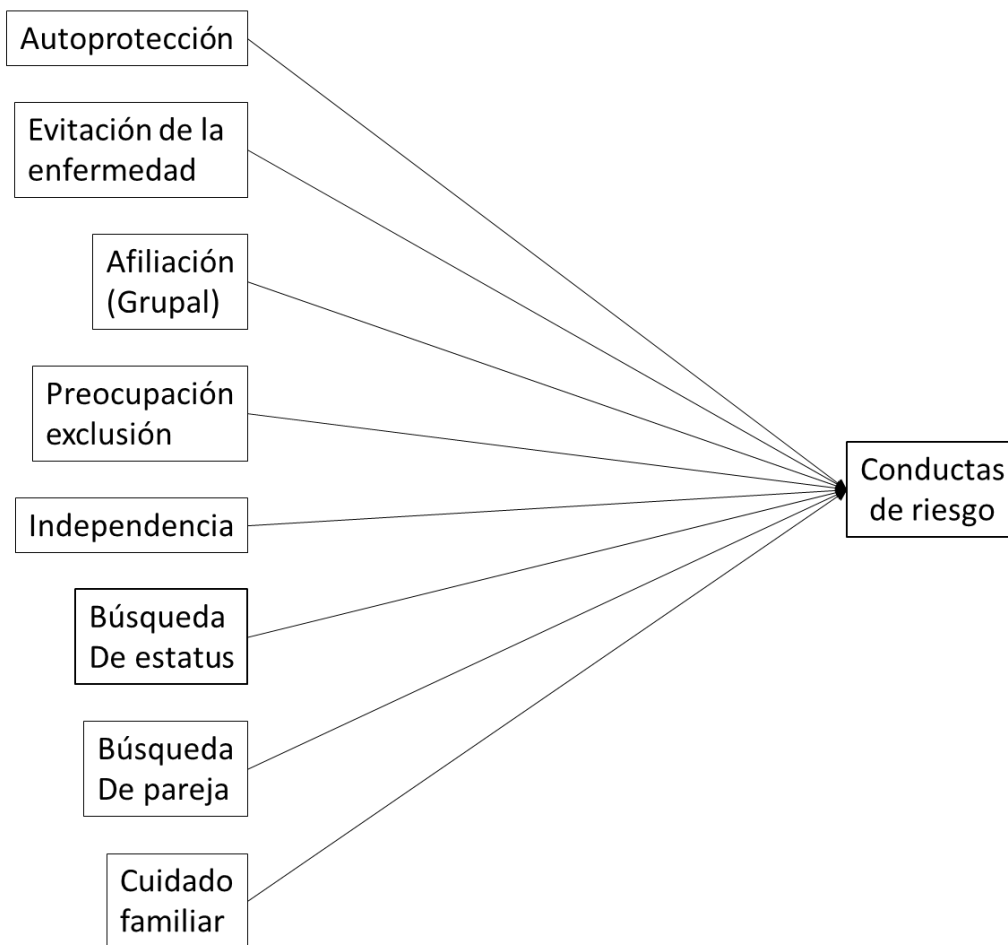 Autoprotección
Evitación de la
enfermedad
Afiliación
(Grupal)
Preocupación
exclusión
Independencia
Búsqueda
De estatus
Búsqueda
De pareja
Cuidado
familiar
Conductas
de riesgo